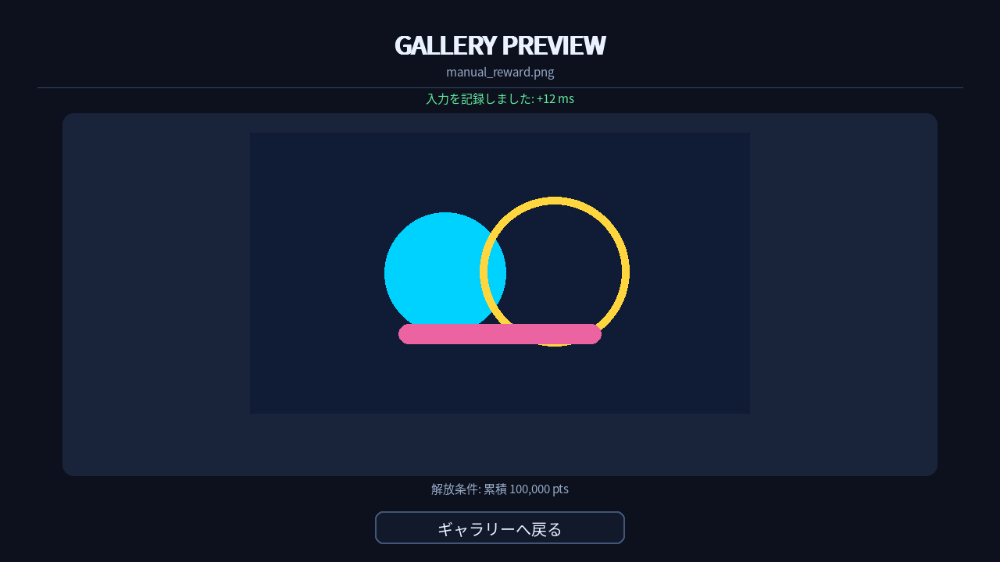 GALLERY PREVIEW
manual_reward.png
入力を記録しました: +12 ms
解放条件: 累積 100,000 pts
ギャラリーへ戻る